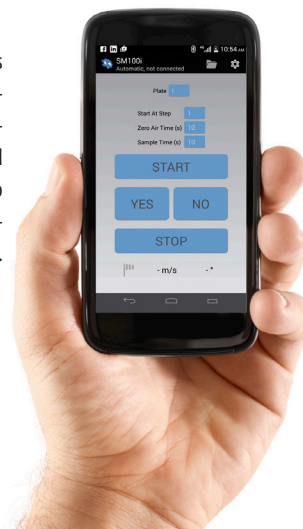 s
-
-
d
o
-
.
10:54 AM
SM100i
Automatic, not connected
Plate
Start At Step 1
Zero Air Time (s) 10
Sample Time (s) 10
START
YES NO
STOP
- m/s - °